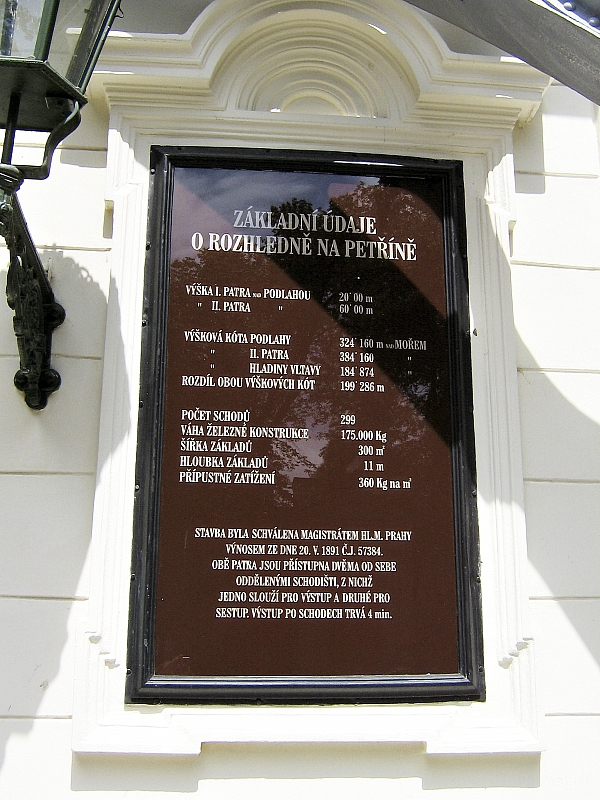 ZÁKLADNÍ ÚDAJE
O ROZHLEDNĚ NA PETŘÍNĚ
VÝŠKA I. PATRA NAD PODLAHOU 20˙00 m
" II. PATRA " 60˙00 m
VÝŠKOVÁ KÓTA PODLAHY 324˙160 m NAD MOŘEM
" II. PATRA 384˙160 "
" HLADINY VLTAVY 184˙874 "
ROZDÍL OBOU VÝŠKOVÝCH KÓT 199˙286 m
POČET SCHODŮ 299
VÁHA ŽELEZNÉ KONSTRUKCE 175.000 Kg
ŠÍŘKA ZÁKLADŮ 300 m²
HLOUBKA ZÁKLADŮ 11 m
PŘÍPUSTNÉ ZATÍŽENÍ 360 Kg na m²
STAVBA BYLA SCHVÁLENA MAGISTRÁTEM HL.M. PRAHY
VÝNOSEM ZE DNE 20. V. 1891 Č.J. 57384.
OBĚ PATRA JSOU PŘÍSTUPNA DVĚMA OD SEBE
ODDĚLENÝMI SCHODIŠTI, Z NICHŽ
JEDNO SLOUŽÍ PRO VÝSTUP A DRUHÉ PRO
SESTUP. VÝSTUP PO SCHODECH TRVÁ 4 min.